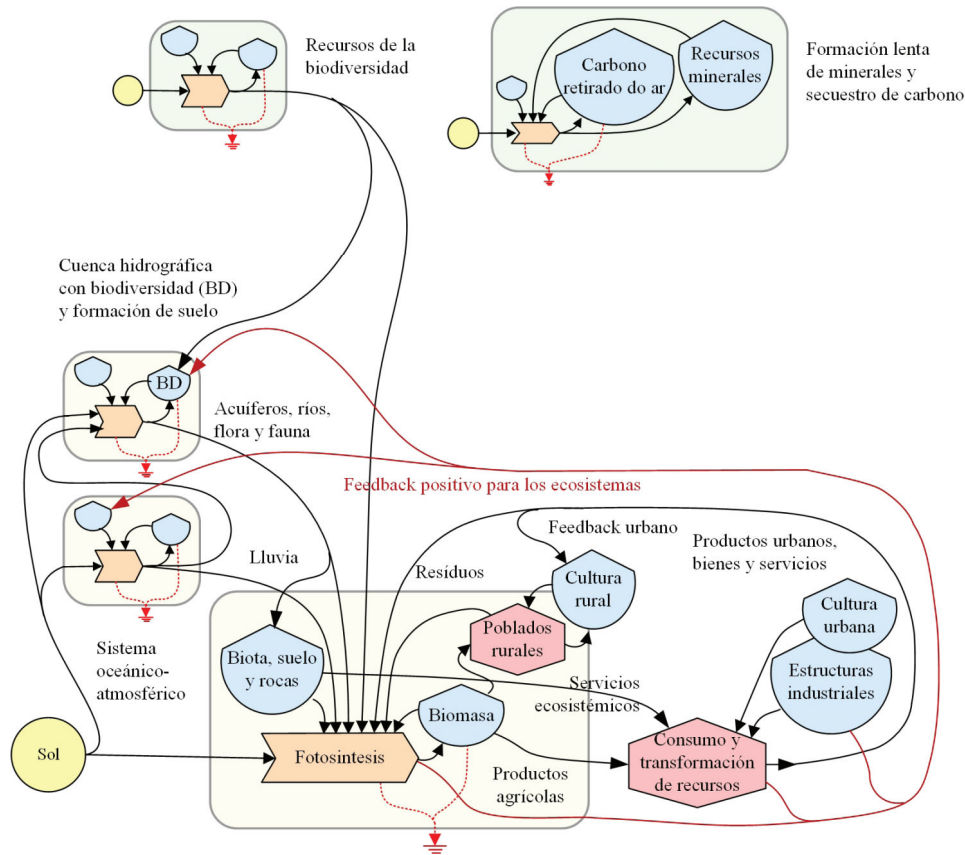 Recursos de la
biodiversidad
Carbono
retirado do ar
Recursos
minerales
Formación lenta
de minerales y
secuestro de carbono
Cuenca hidrográfica
con biodiversidad (BD)
y formación de suelo
BD
Acuíferos, ríos,
flora y fauna
Feedback positivo para los ecosistemas
Lluvia
Resíduos
Feedback urbano
Productos urbanos,
bienes y servicios
Cultura
rural
Cultura
urbana
Poblados
rurales
Sistema
oceánico-
atmosférico
Biota, suelo
y rocas
Servicios
ecosistémicos
Estructuras
industriales
Biomasa
Sol
Fotosíntesis
Productos
agrícolas
Consumo y
transformación
de recursos